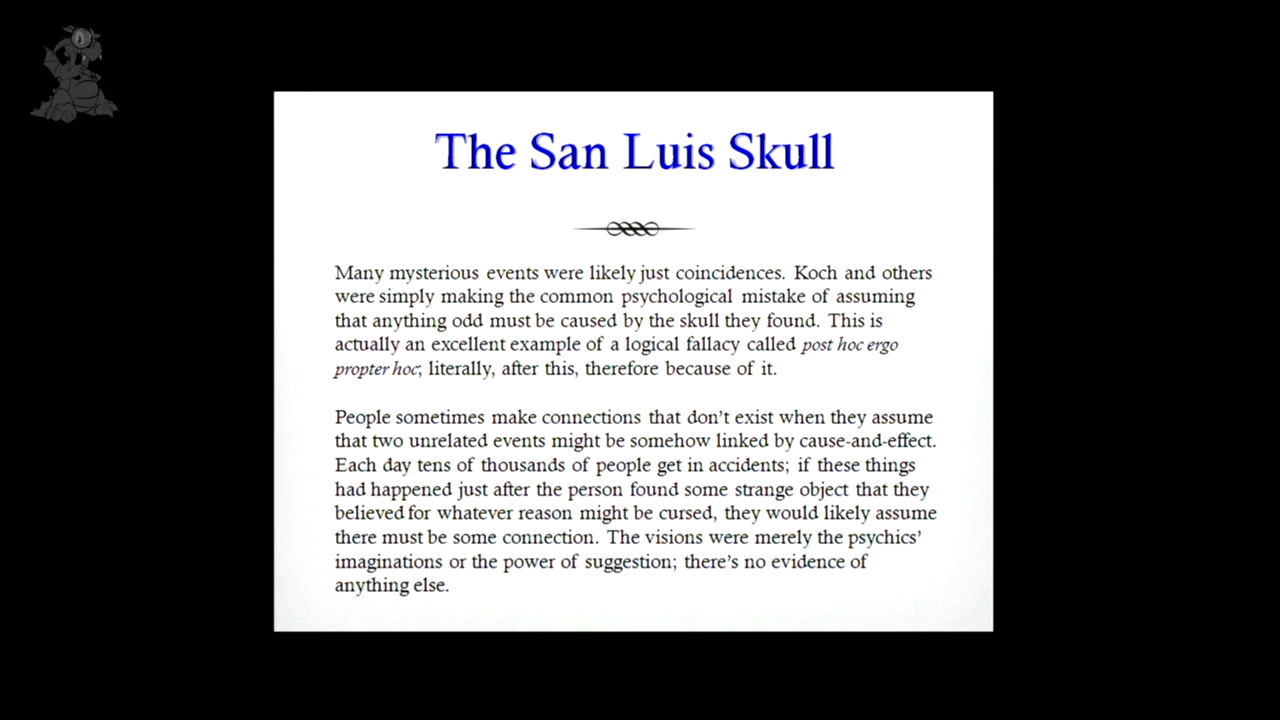 The San Luis Skull
Many mysterious events were likely just coincidences. Koch and others
were simply making the common psychological mistake of assuming
that anything odd must be caused by the skull they found. This is
actually an excellent example of a logical fallacy called post hoc ergo
propter hoc; literally, after this, therefore because of it.
People sometimes make connections that don't exist when they assume
that two unrelated events might be somehow linked by cause-and-effect.
Each day tens of thousands of people get in accidents; if these things
had happened just after the person found some strange object that they
believed for whatever reason might be cursed, they would likely assume
there must be some connection. The visions were merely the psychics'
imaginations or the power of suggestion; there's no evidence of
anything else.